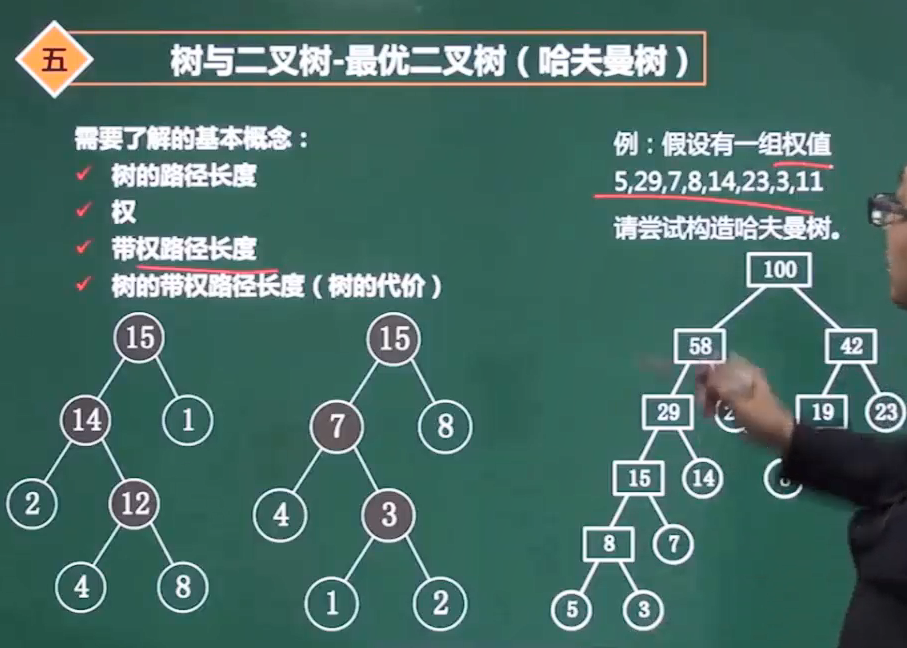 五
树与二叉树-最优二叉树（哈夫曼树）
需要了解的基本概念：
✓ 树的路径长度
✓ 权
✓ 带权路径长度
✓ 树的带权路径长度（树的代价）
例：假设有一组权值
5,29,7,8,14,23,3,11
请尝试构造哈夫曼树。
15
14 1
2 12
4 8
15
7 8
4 3
1 2
100
58 42
29 19 23
15 14
8 7
5 3